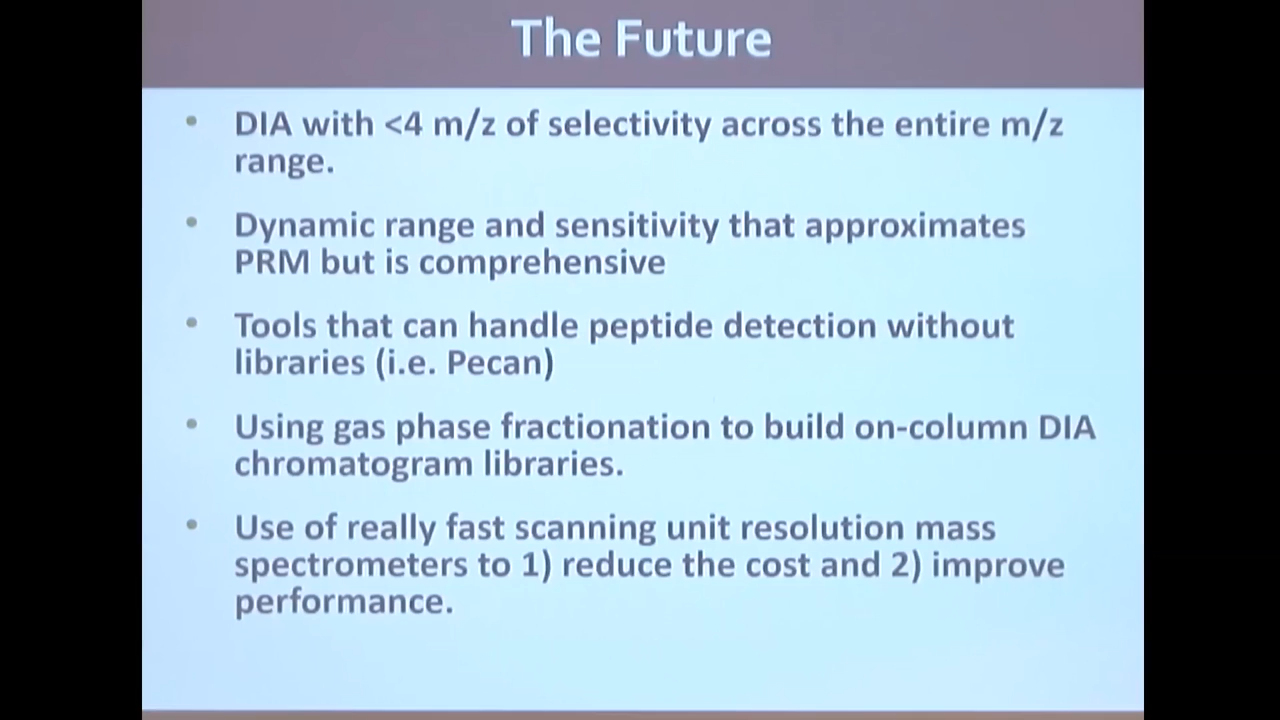 The Future
• DIA with <4 m/z of selectivity across the entire m/z
range.
• Dynamic range and sensitivity that approximates
PRM but is comprehensive
• Tools that can handle peptide detection without
libraries (i.e. Pecan)
• Using gas phase fractionation to build on-column DIA
chromatogram libraries.
• Use of really fast scanning unit resolution mass
spectrometers to 1) reduce the cost and 2) improve
performance.